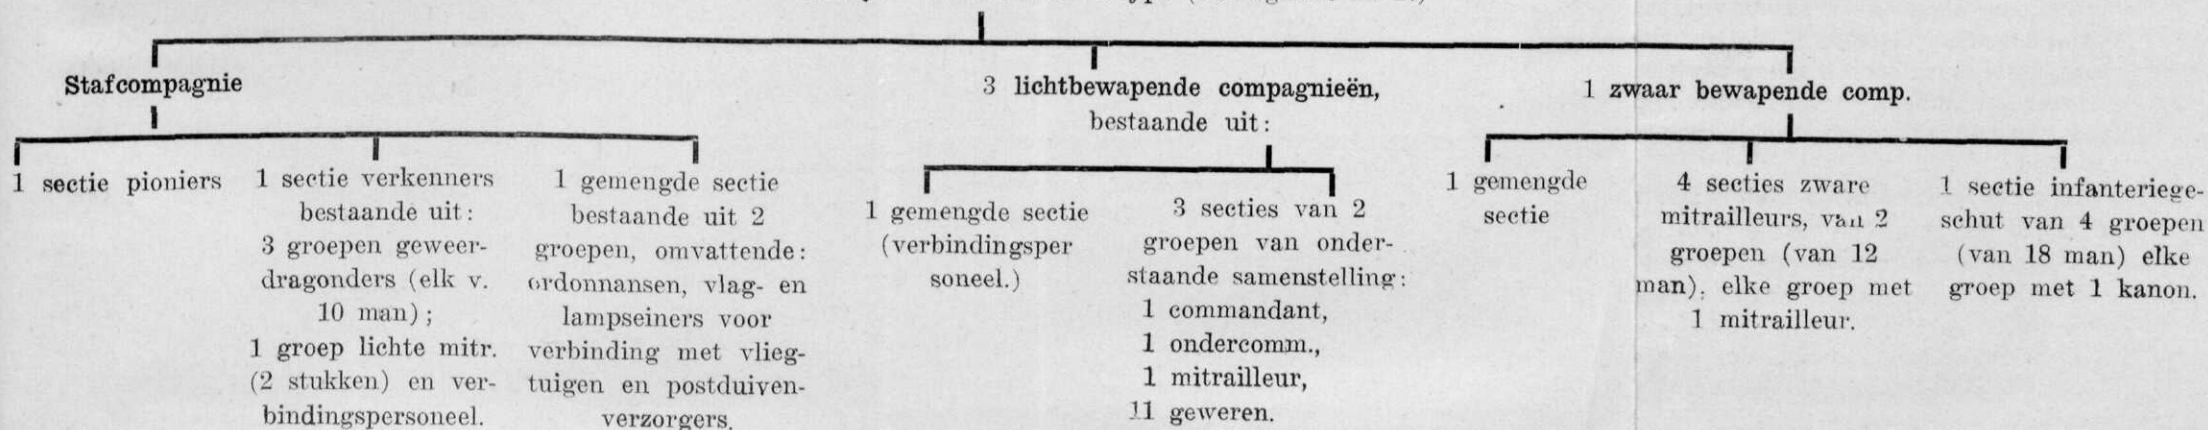 Stafcompagnie
1 sectie pioniers
1 sectie verkenners
bestaande uit:
3 groepen geweer-
dragonders (elk v.
10 man);
1 groep lichte mitr.
(2 stukken) en ver-
bindingspersoneel.
1 gemengde sectie
bestaande uit 2
groepen, omvattende:
ordonnansen, vlag- en
lampseiners voor
verbinding met vlieg-
tuigen en postduiven-
verzorgers.
3 lichtbewapende compagnieën,
bestaande uit:
1 gemengde sectie
(verbindingsper
soneel.)
3 secties van 2
groepen van onder-
staande samenstelling:
1 commandant,
1 ondercomm.,
1 mitrailleur,
11 geweren.
1 zwaar bewapende comp.
1 gemengde
sectie
4 secties zware
mitrailleurs, van 2
groepen (van 12
man), elke groep met
1 mitrailleur.
1 sectie infanteriege-
schut van 4 groepen
(van 18 man) elke
groep met 1 kanon.